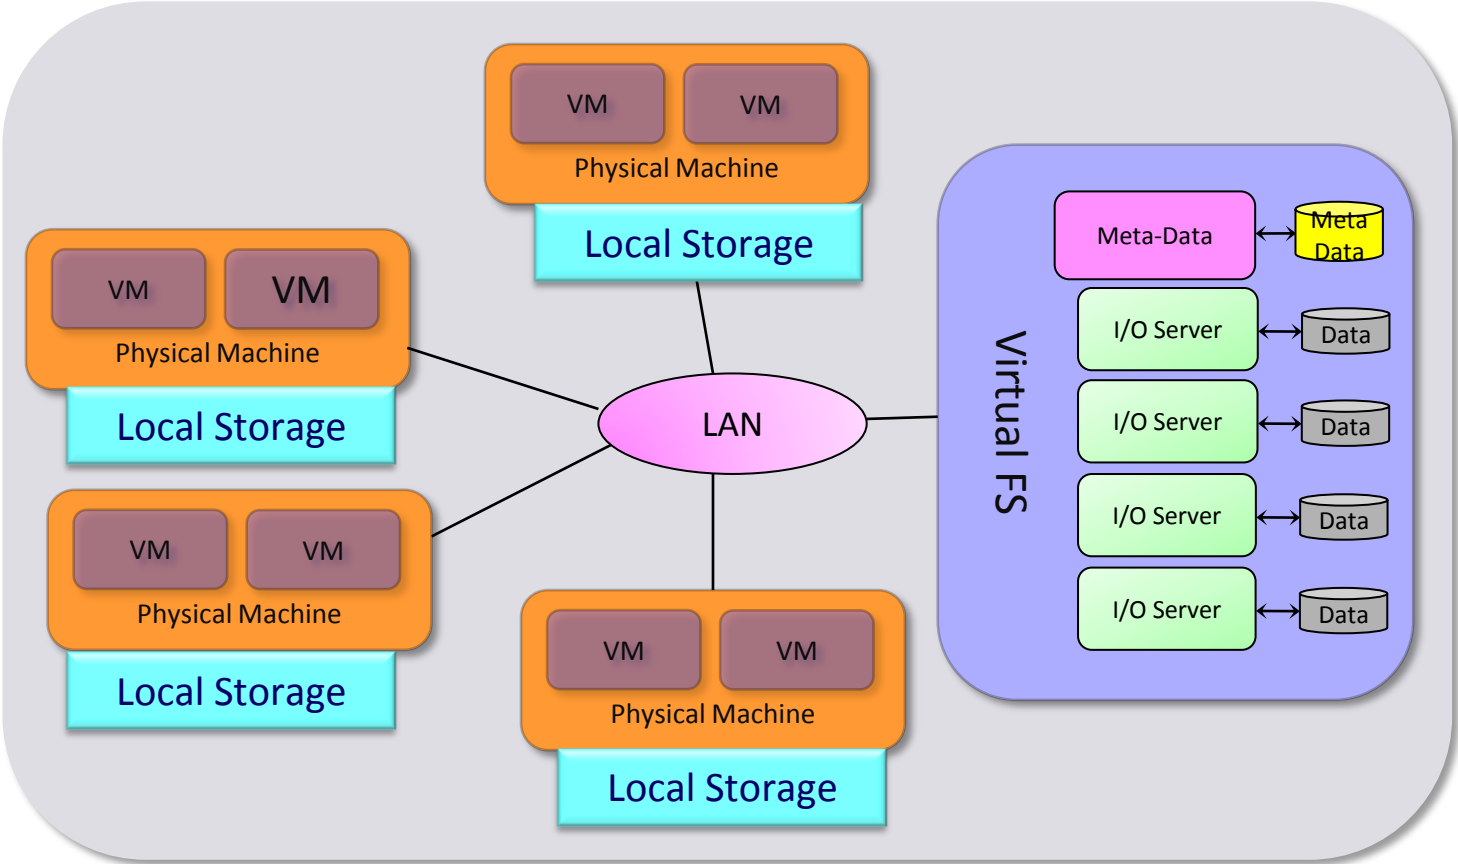 VM
VM
Physical Machine
Local Storage
VM
VM
Physical Machine
Local Storage
VM
VM
Physical Machine
Local Storage
VM
VM
Physical Machine
Local Storage
LAN
Virtual FS
Meta-Data
Meta
Data
I/O Server
Data
I/O Server
Data
I/O Server
Data
I/O Server
Data